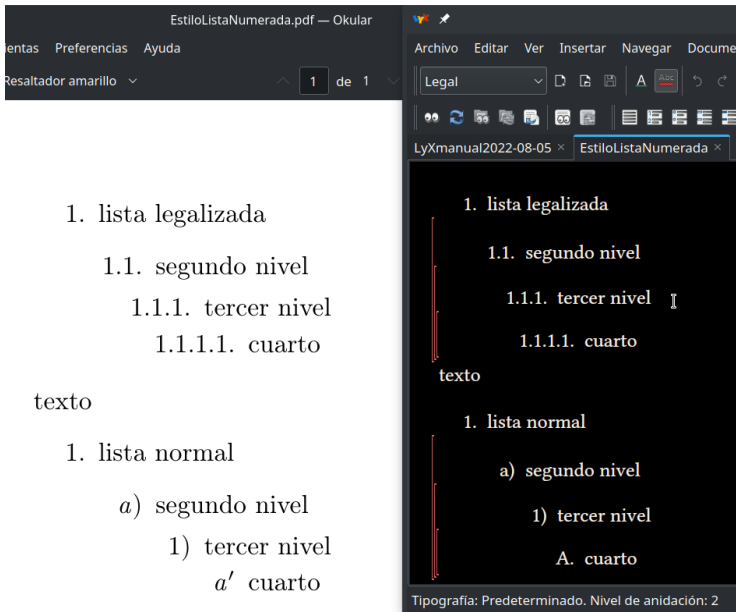 EstiloListaNumerada.pdf — Okular
ientas Preferencias Ayuda
Resaltador amarillo
1 de 1
1. lista legalizada
1.1. segundo nivel
1.1.1. tercer nivel
1.1.1.1. cuarto
texto
1. lista normal
a) segundo nivel
1) tercer nivel
a′ cuarto
Archivo Editar Ver Insertar Navegar Docume
Legal
A Abc
LyXmanual2022-08-05 × EstiloListaNumerada ×
1. lista legalizada
1.1. segundo nivel
1.1.1. tercer nivel
1.1.1.1. cuarto
texto
1. lista normal
a) segundo nivel
1) tercer nivel
A. cuarto
Tipografía: Predeterminado. Nivel de anidación: 2